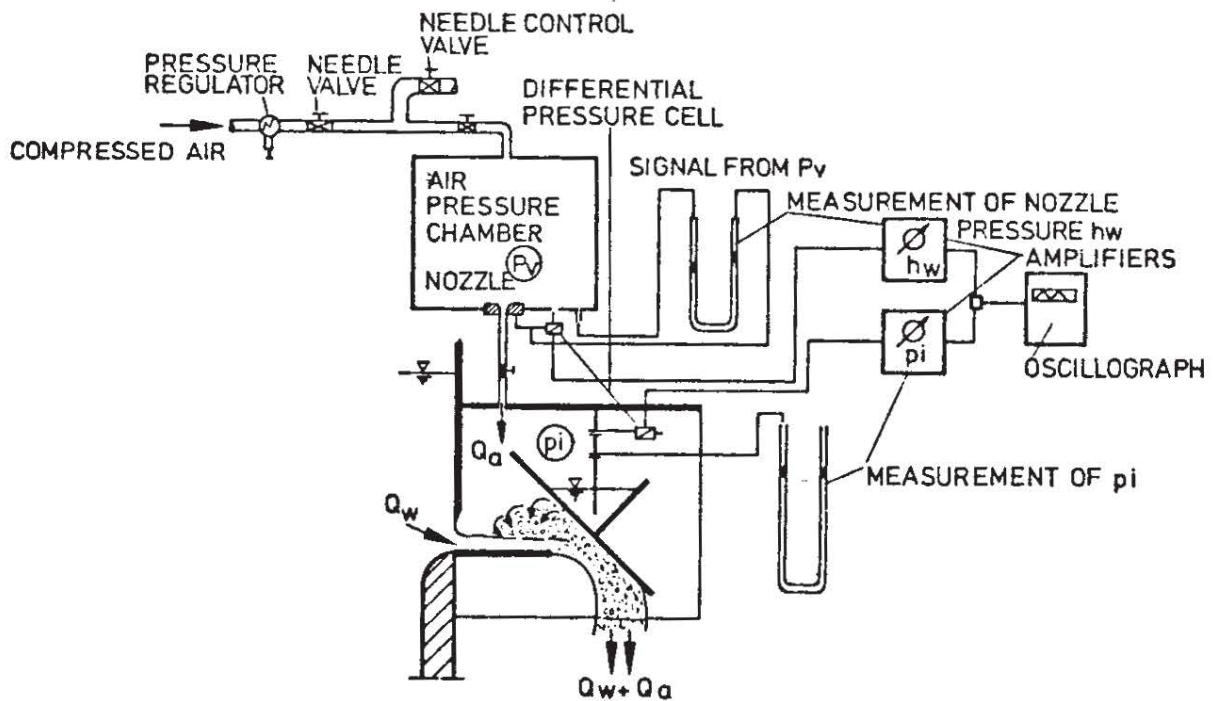 NEEDLE CONTROL
VALVE
PRESSURE
REGULATOR
NEEDLE
VALVE
DIFFERENTIAL
PRESSURE CELL
COMPRESSED AIR
SIGNAL FROM Pv
AIR
PRESSURE
CHAMBER
Pv
NOZZLE
MEASUREMENT OF NOZZLE
PRESSURE hw
hw
AMPLIFIERS
pi
OSCILLOGRAPH
Qa
pi
MEASUREMENT OF pi
Qw
Qw + Qa